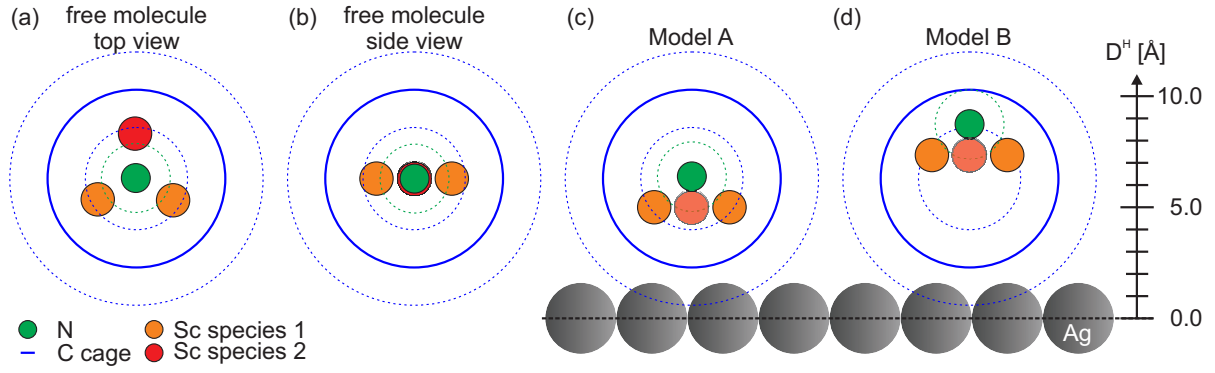 (a)
free molecule
top view
(b)
free molecule
side view
(c)
Model A
(d)
Model B
Dᴴ [Å]
10.0
5.0
0.0
Ag
N
C cage
Sc species 1
Sc species 2